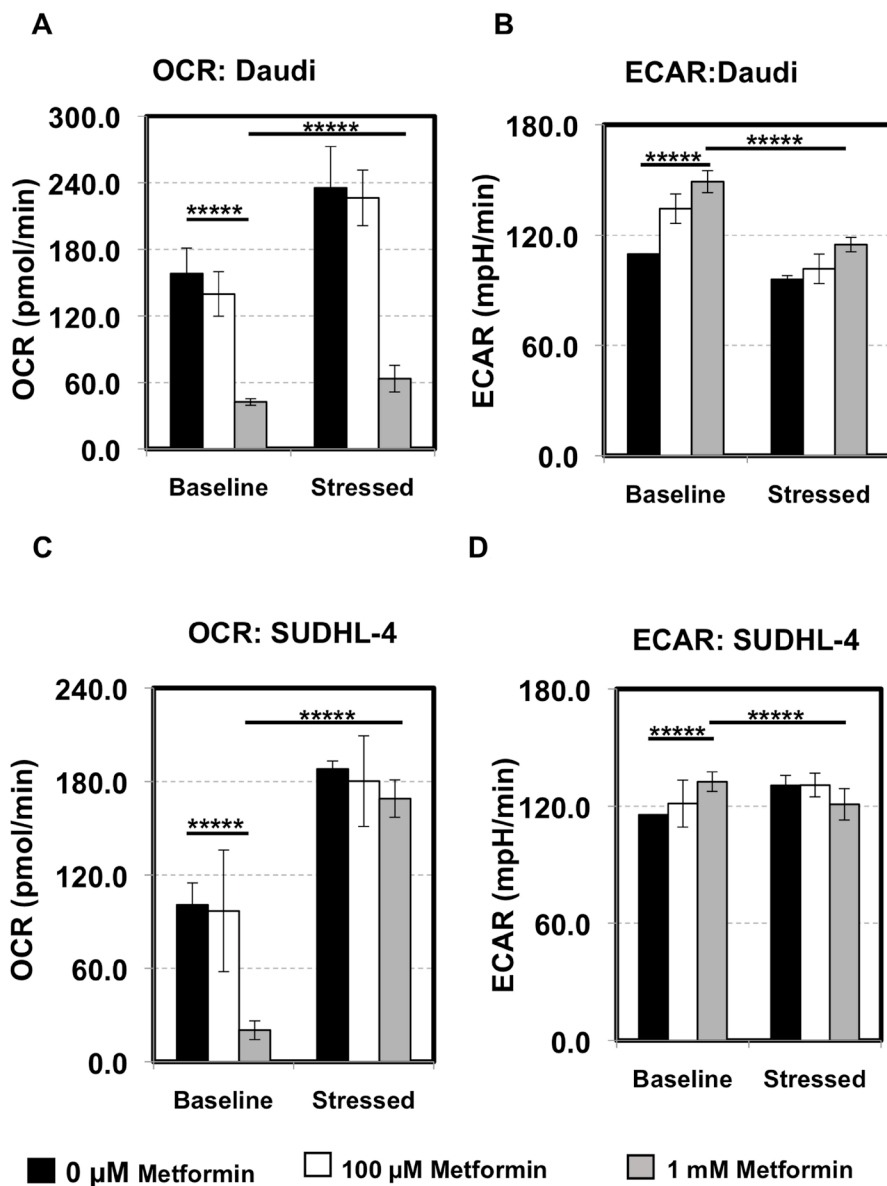 A
OCR: Daudi
OCR (pmol/min)
300.0
240.0
180.0
120.0
60.0
0.0
*****
*****
Baseline Stressed
B
ECAR:Daudi
ECAR (mpH/min)
180.0
120.0
60.0
0.0
*****
*****
Baseline Stressed
C
OCR: SUDHL-4
OCR (pmol/min)
240.0
180.0
120.0
60.0
0.0
*****
*****
Baseline Stressed
D
ECAR: SUDHL-4
ECAR (mpH/min)
180.0
120.0
60.0
0.0
*****
*****
Baseline Stressed
0 µM Metformin 100 µM Metformin 1 mM Metformin